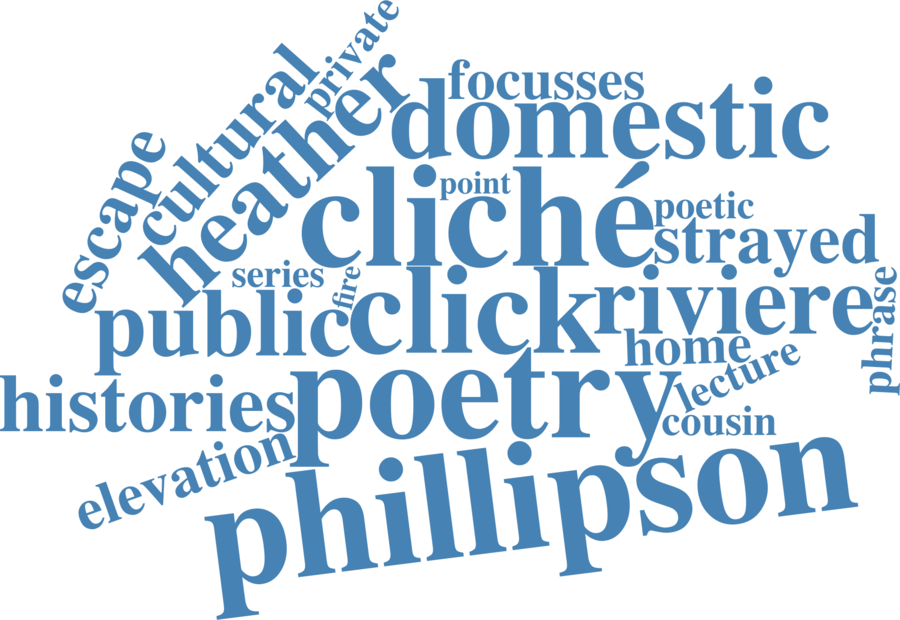 private
cultural
heather
escape
focusses
domestic
cliché
point
poetic
strayed
series
fire
public
click
riviere
phrase
home
lecture
histories
poetry
cousin
elevation
phillipson